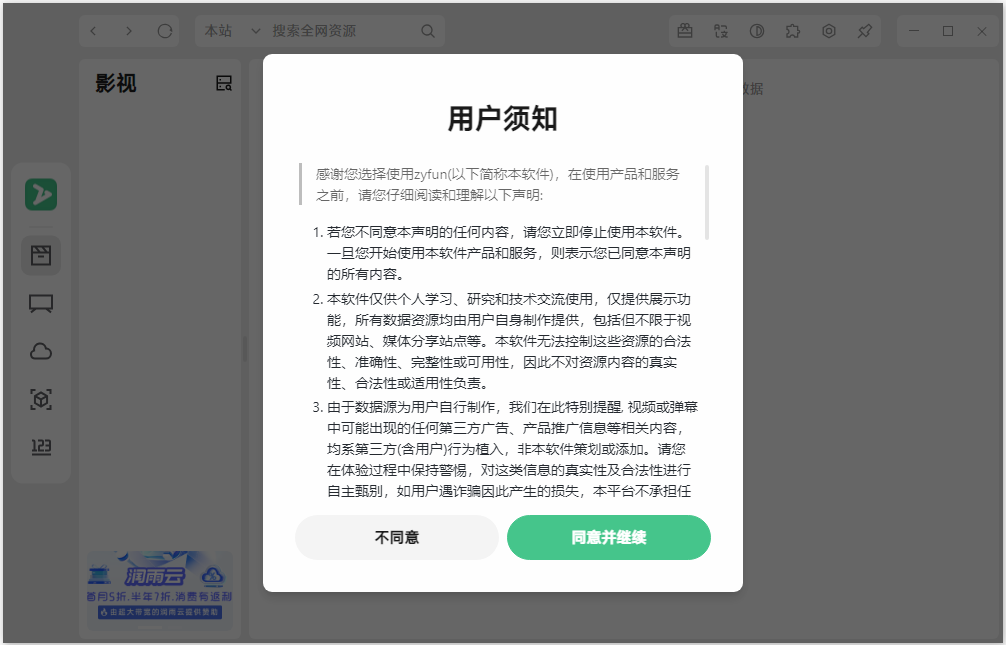 本站
搜索全网资源
影视
数据
用户须知
感谢您选择使用zyfun(以下简称本软件)，在使用产品和服务
之前，请您仔细阅读和理解以下声明:
1. 若您不同意本声明的任何内容，请您立即停止使用本软件。
一旦您开始使用本软件产品和服务，则表示您已同意本声明
的所有内容。
2. 本软件仅供个人学习、研究和技术交流使用，仅提供展示功
能，所有数据资源均由用户自身制作提供，包括但不限于视
频网站、媒体分享站点等。本软件无法控制这些资源的合法
性、准确性、完整性或可用性，因此不对资源内容的真实
性、合法性或适用性负责。
3. 由于数据源为用户自行制作，我们在此特别提醒, 视频或弹幕
中可能出现的任何第三方广告、产品推广信息等相关内容，
均系第三方(含用户)行为植入，非本软件策划或添加。请您
在体验过程中保持警惕，对这类信息的真实性及合法性进行
自主甄别，如用户遇诈骗因此产生的损失，本平台不承担任
不同意
同意并继续
123
润雨云
首月5折,半年7折,消费有返利
由超大带宽的润雨云提供赞助